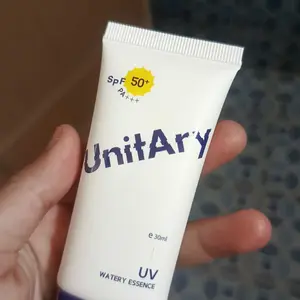 SPF 50+
PA+++
UnitAry
℮ 30ml
UV
WATERY ESSENCE